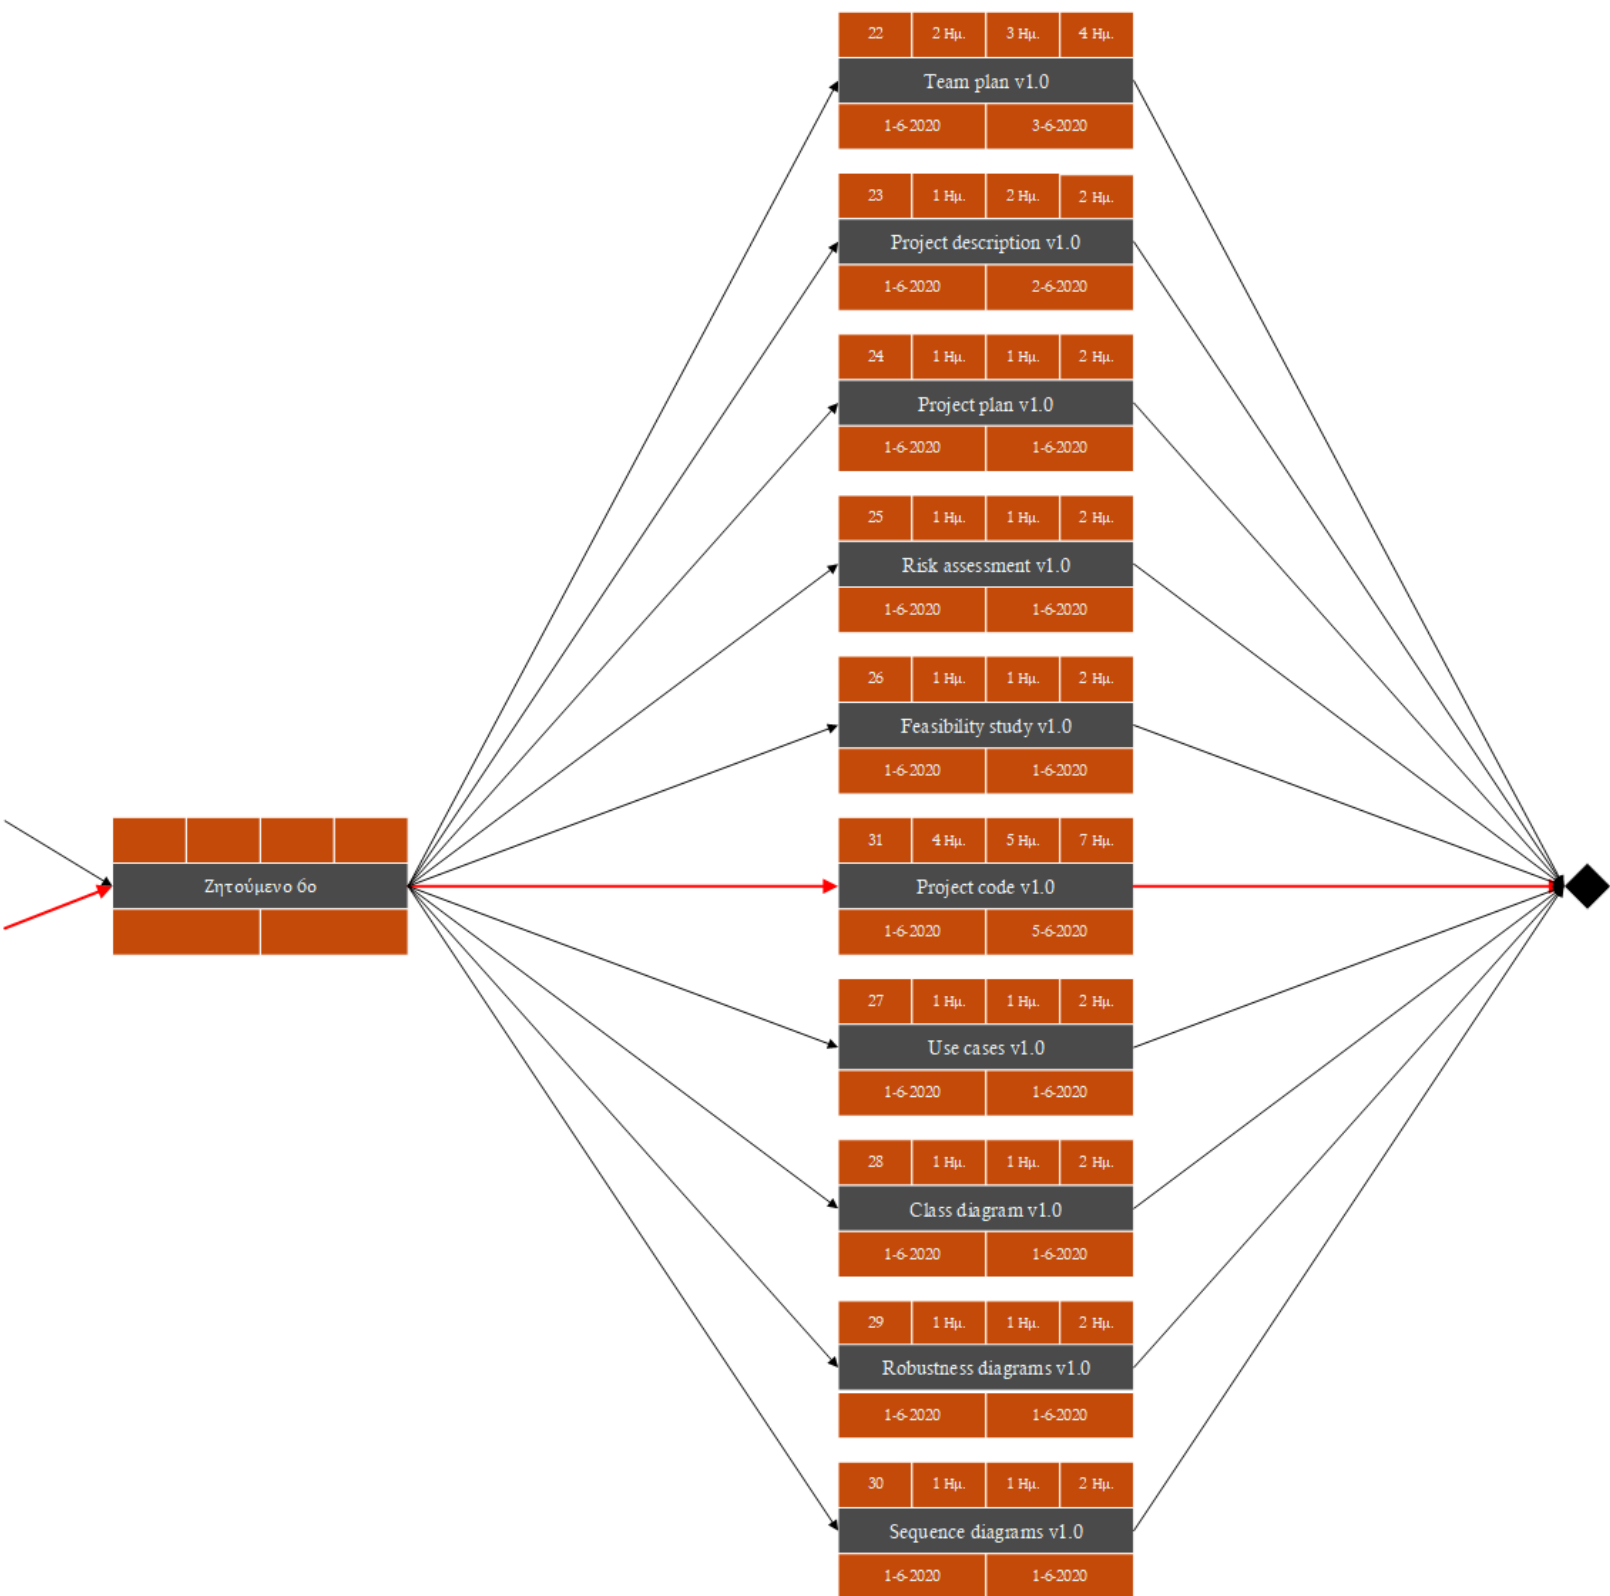 22 2 Ημ. 3 Ημ. 4 Ημ.
Team plan v1.0
1-6-2020 3-6-2020
23 1 Ημ. 2 Ημ. 2 Ημ.
Project description v1.0
1-6-2020 2-6-2020
24 1 Ημ. 1 Ημ. 2 Ημ.
Project plan v1.0
1-6-2020 1-6-2020
25 1 Ημ. 1 Ημ. 2 Ημ.
Risk assessment v1.0
1-6-2020 1-6-2020
26 1 Ημ. 1 Ημ. 2 Ημ.
Feasibility study v1.0
1-6-2020 1-6-2020
Ζητούμενο 6ο
31 4 Ημ. 5 Ημ. 7 Ημ.
Project code v1.0
1-6-2020 5-6-2020
27 1 Ημ. 1 Ημ. 2 Ημ.
Use cases v1.0
1-6-2020 1-6-2020
28 1 Ημ. 1 Ημ. 2 Ημ.
Class diagram v1.0
1-6-2020 1-6-2020
29 1 Ημ. 1 Ημ. 2 Ημ.
Robustness diagrams v1.0
1-6-2020 1-6-2020
30 1 Ημ. 1 Ημ. 2 Ημ.
Sequence diagrams v1.0
1-6-2020 1-6-2020